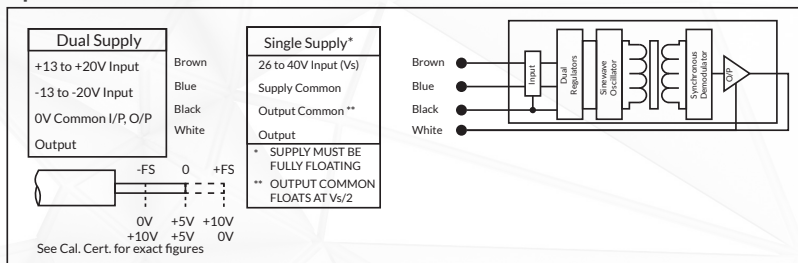 Dual Supply
+13 to +20V Input
-13 to -20V Input
0V Common I/P, O/P
Output
Brown
Blue
Black
White
Single Supply*
26 to 40V Input (Vs)
Supply Common
Output Common **
Output
* SUPPLY MUST BE
FULLY FLOATING
** OUTPUT COMMON
FLOATS AT Vs/2
-FS 0 +FS
0V +5V +10V
+10V +5V 0V
See Cal. Cert. for exact figures
Brown
Blue
Black
White
Input
Dual
Regulators
Sinewave
Oscillator
Synchronous
Demodulator
O/P